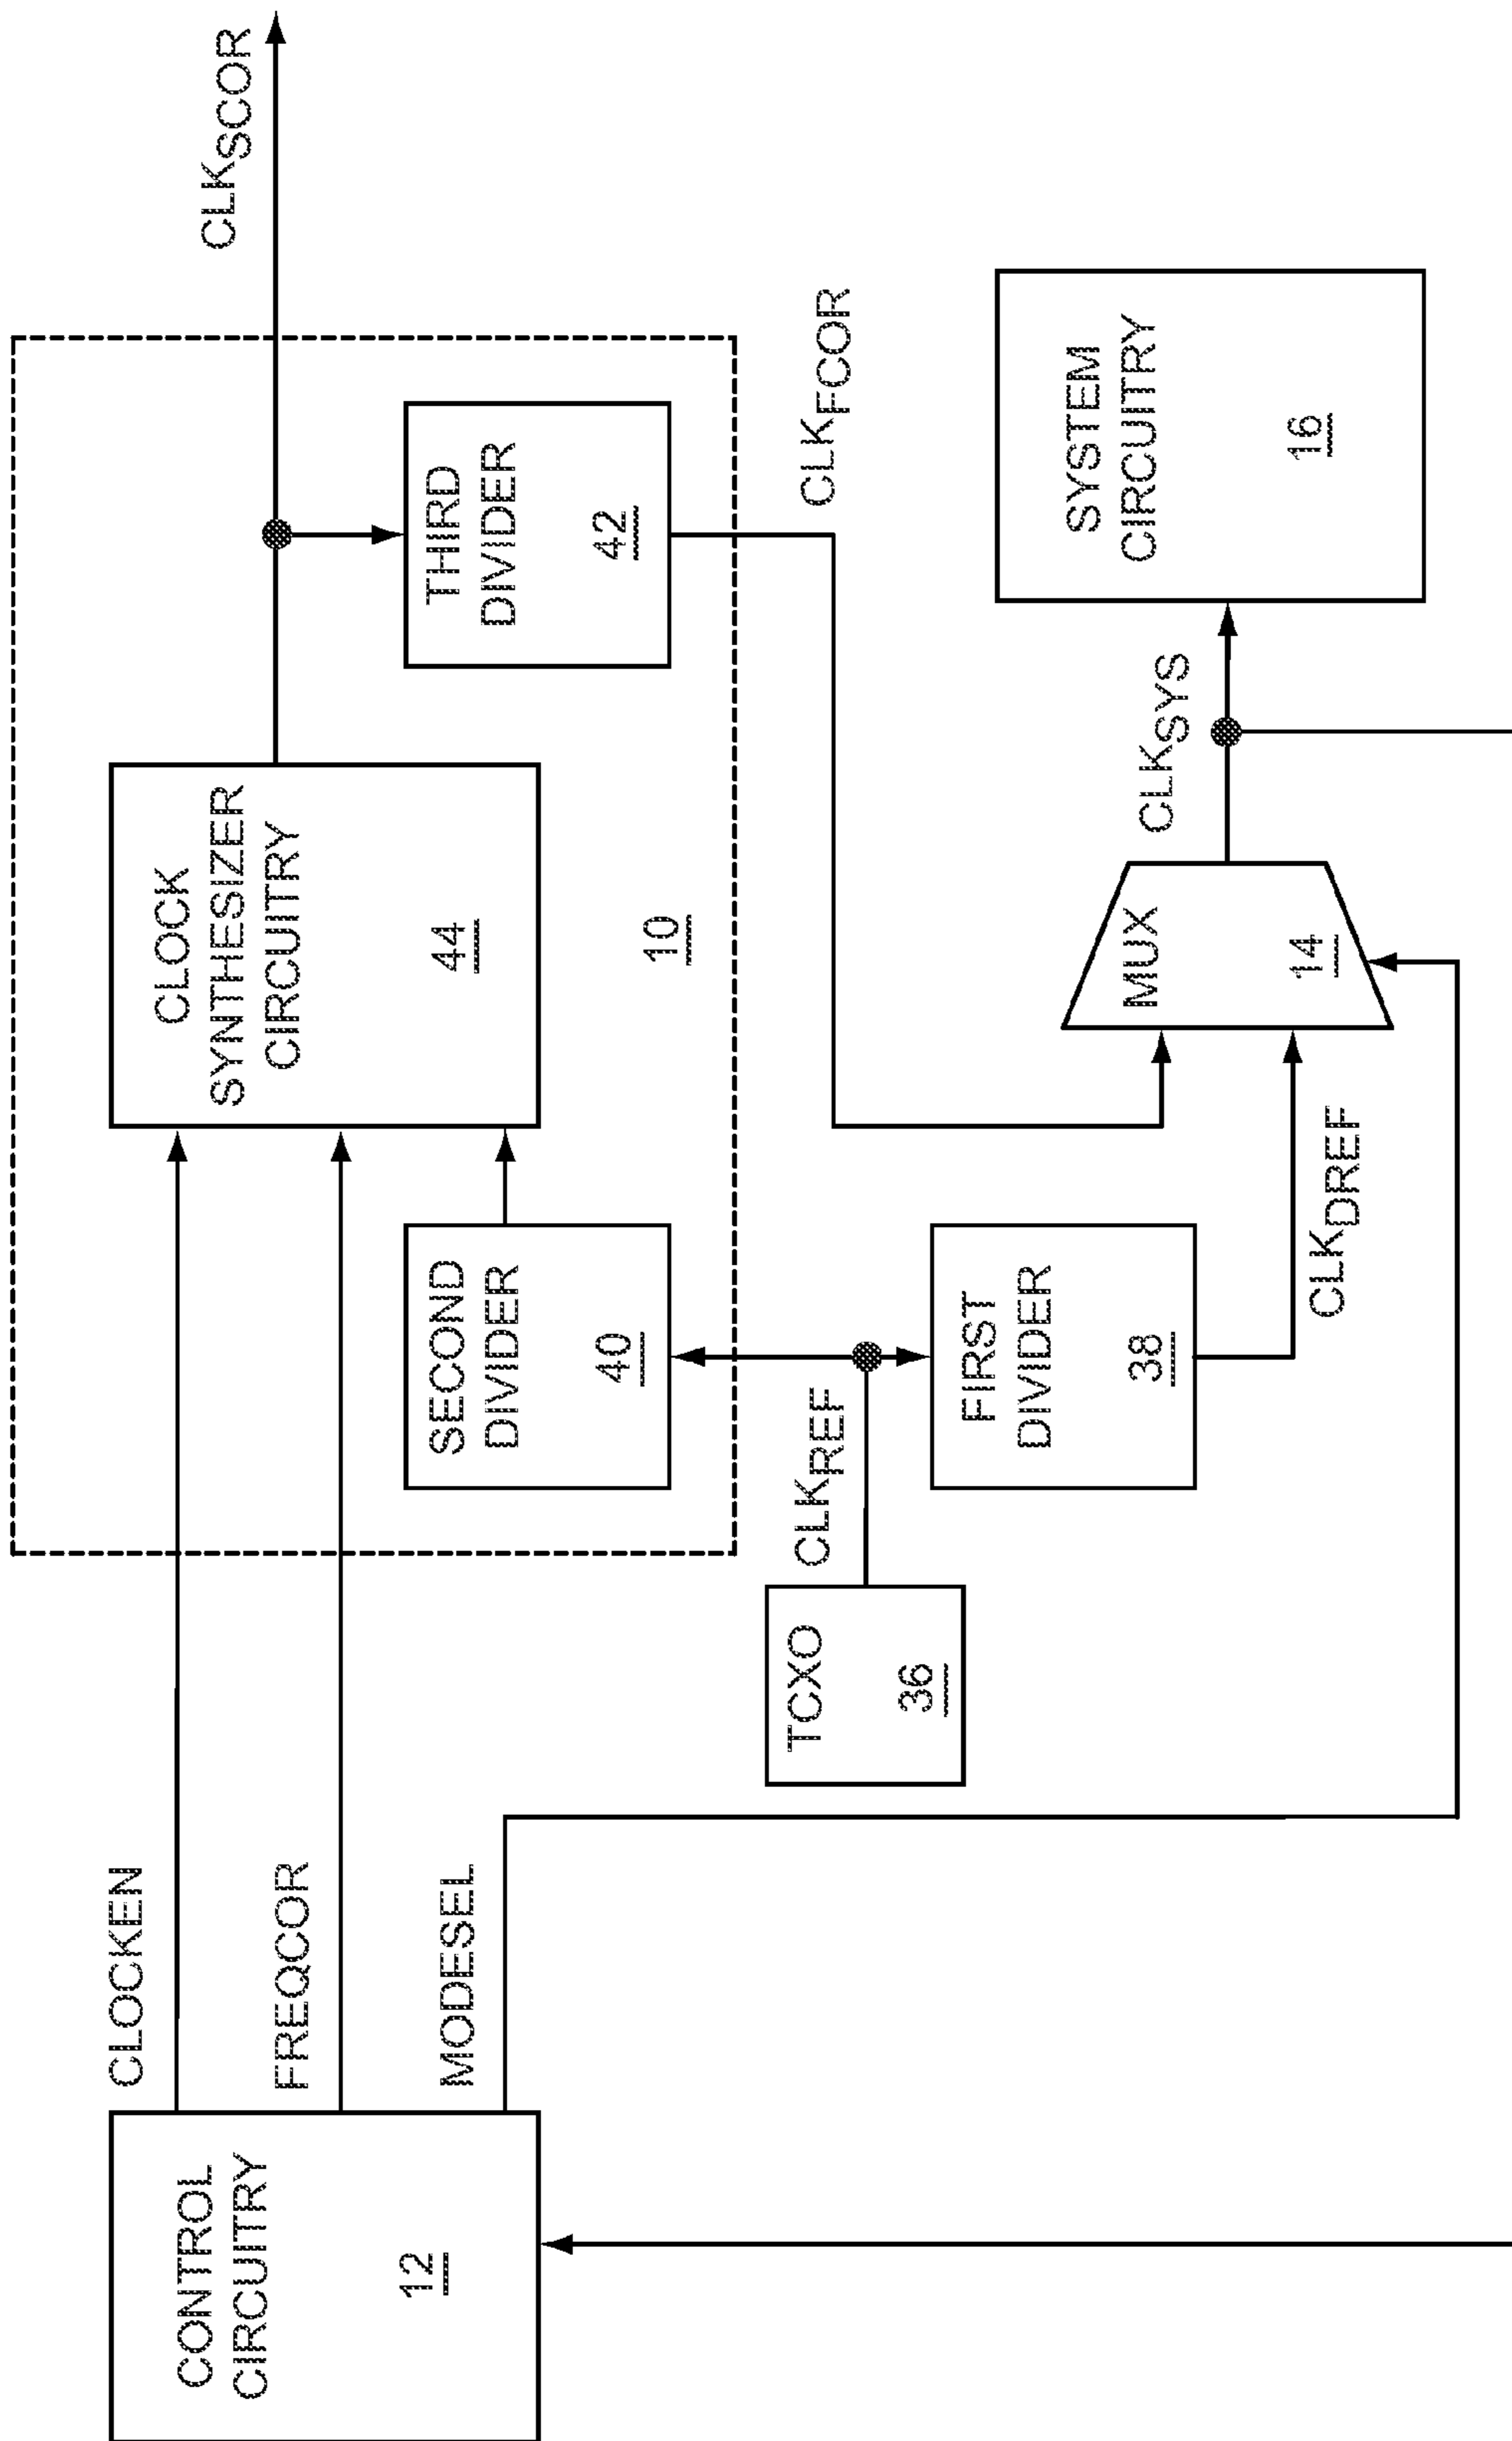 CONTROL
CIRCUITRY
12
CLOCKEN
FREQCOR
MODESEL
CLOCK
SYNTHESIZER
CIRCUITRY
44
CLKSCOR
SECOND
DIVIDER
40
10
THIRD
DIVIDER
42
TCXO
36
CLKREF
CLKFCOR
FIRST
DIVIDER
38
CLKDREF
MUX
14
CLKSYS
SYSTEM
CIRCUITRY
16